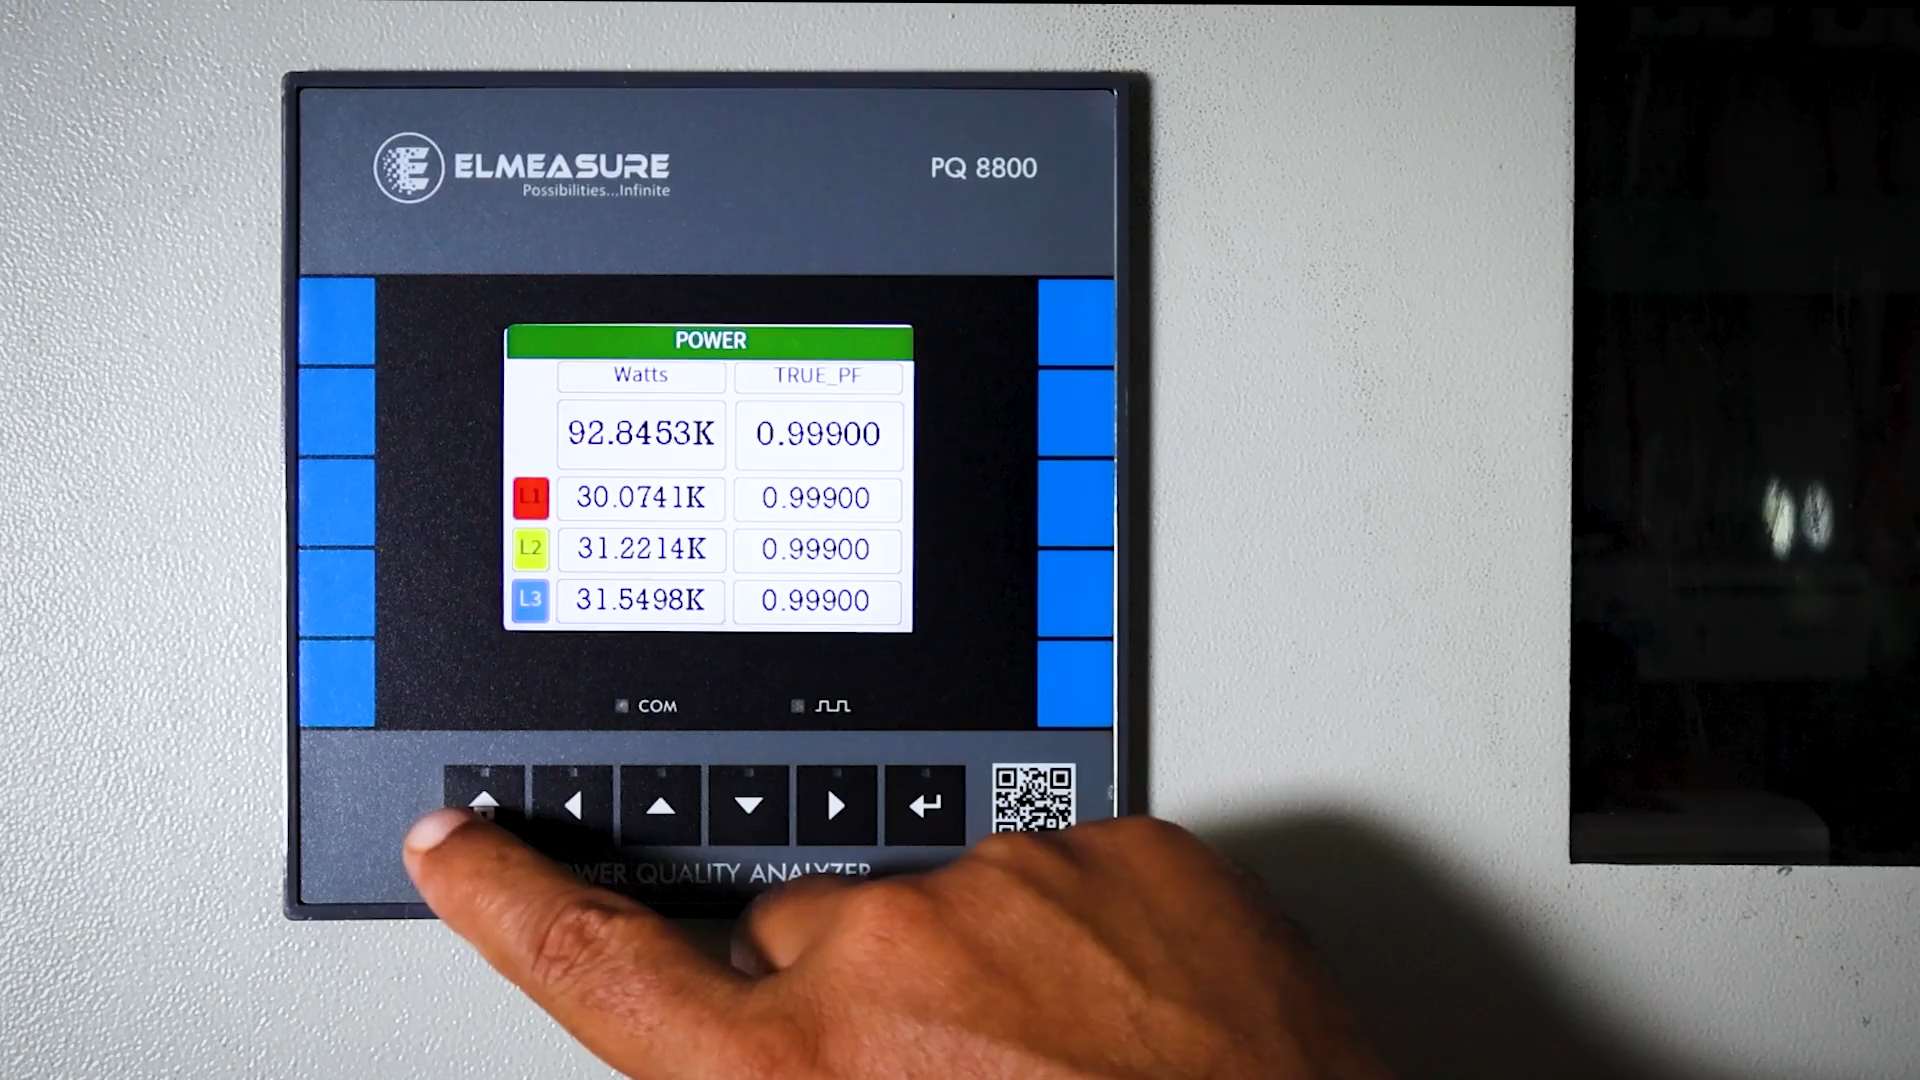 ELMEASURE
Possibilities...Infinite
PQ 8800
POWER
Watts TRUE_PF
92.8453K 0.99900
L1 30.0741K 0.99900
L2 31.2214K 0.99900
L3 31.5498K 0.99900
COM
QUALITY ANALYZER